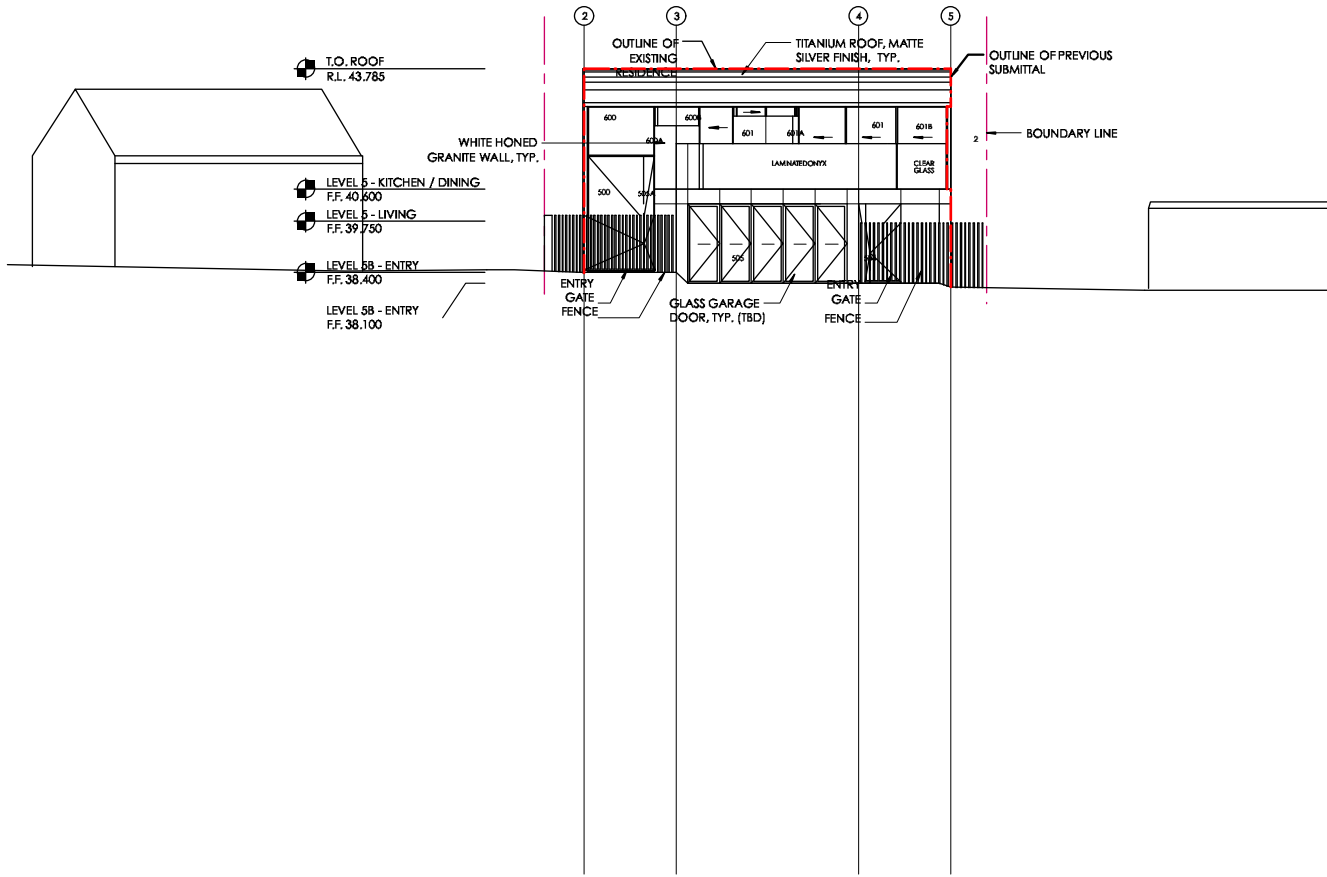 2
3
4
5
T.O. ROOF
R.L. 43.785
OUTLINE OF
EXISTING
RESIDENCE
TITANIUM ROOF, MATTE
SILVER FINISH, TYP.
OUTLINE OF PREVIOUS
SUBMITTAL
WHITE HONED
GRANITE WALL, TYP.
600
600B
600A
601
601A
601
601B
2
BOUNDARY LINE
LAMINATEDONYX
CLEAR
GLASS
LEVEL 5 - KITCHEN / DINING
F.F. 40.600
500
LEVEL 5 - LIVING
F.F. 39.750
505
LEVEL 5B - ENTRY
F.F. 38.400
LEVEL 5B - ENTRY
F.F. 38.100
ENTRY
GATE
FENCE
GLASS GARAGE
DOOR, TYP. (TBD)
ENTRY
GATE
FENCE